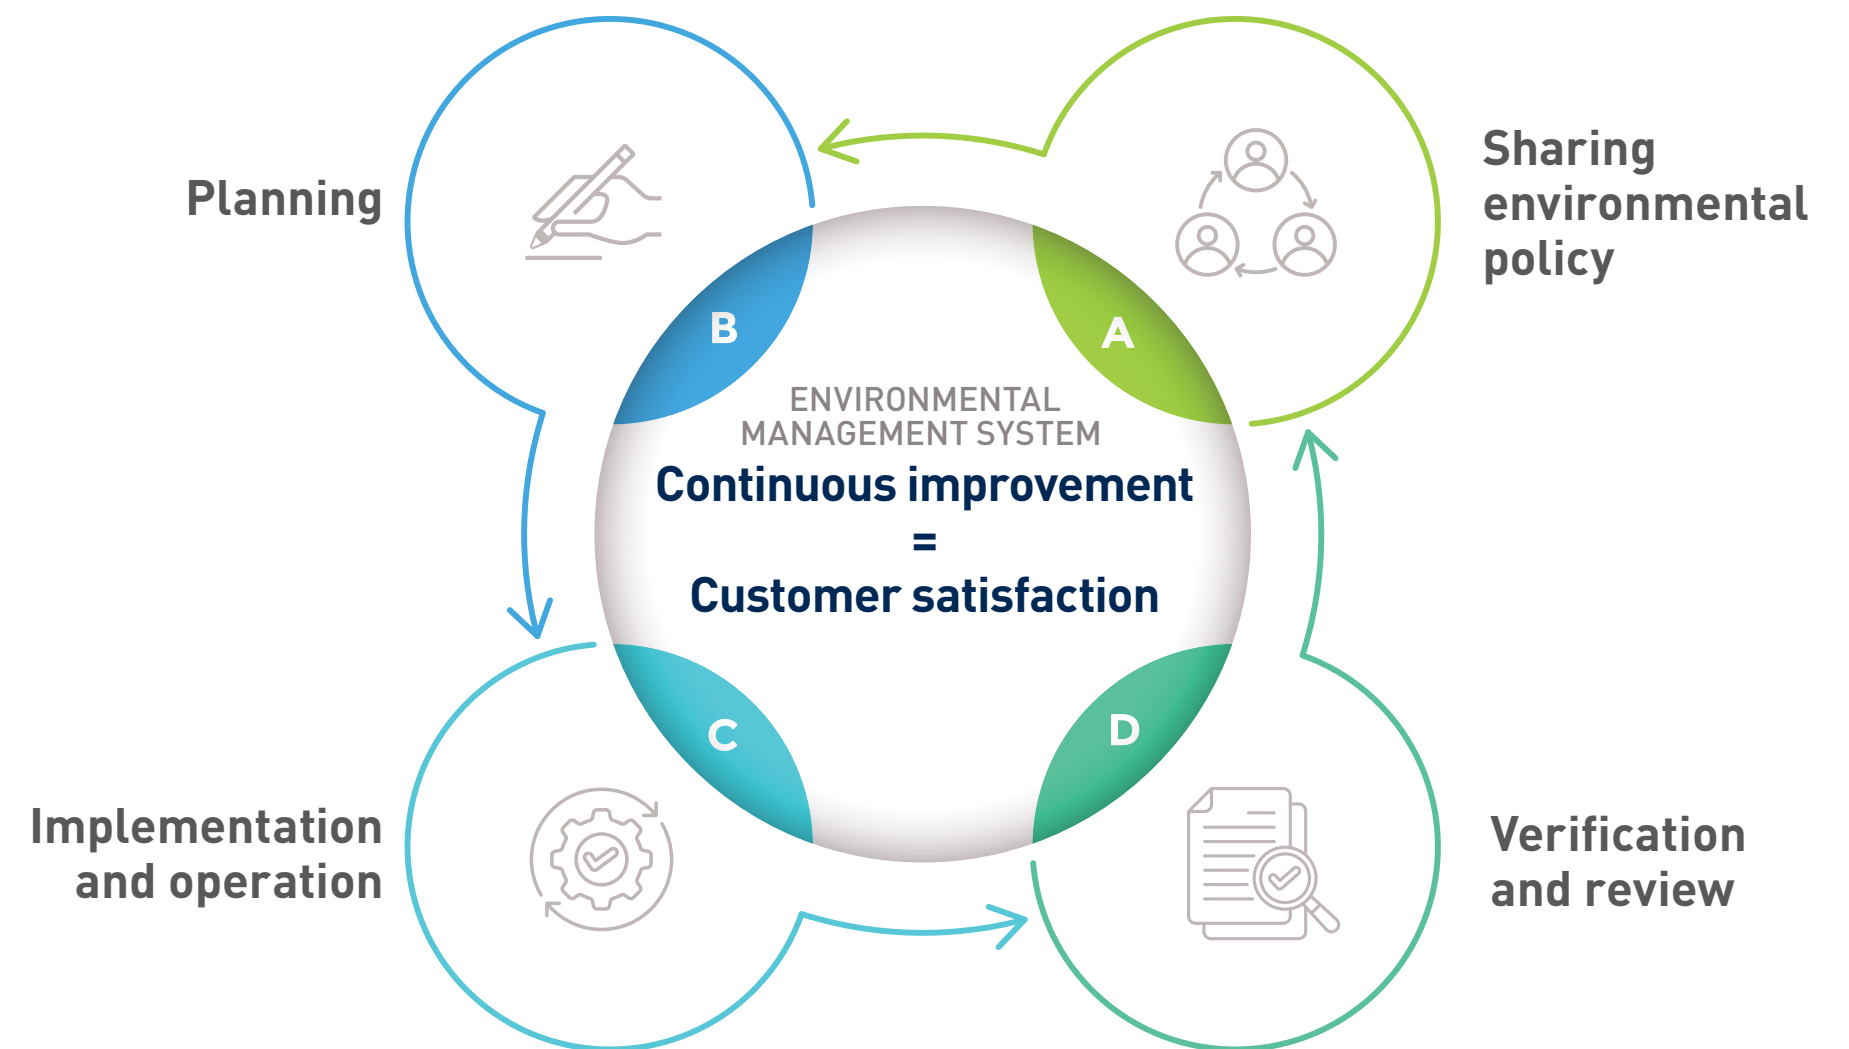 Planning
Sharing
environmental
policy
B
A
ENVIRONMENTAL
MANAGEMENT SYSTEM
Continuous improvement
=
Customer satisfaction
C
D
Implementation
and operation
Verification
and review